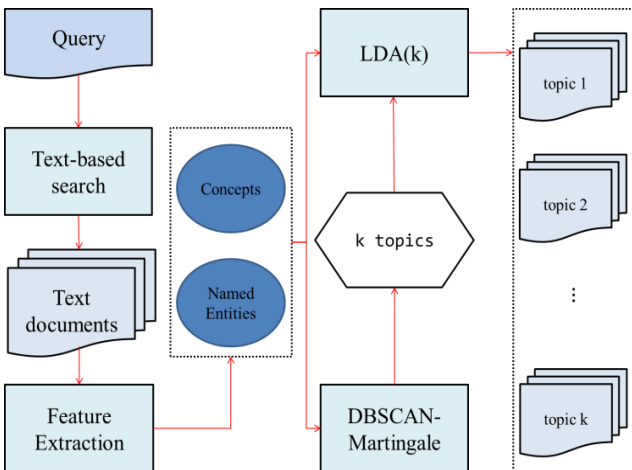 Query
Text-based
search
Text
documents
Feature
Extraction
Concepts
Named
Entities
LDA(k)
k topics
DBSCAN-
Martingale
topic 1
topic 2
...
topic k